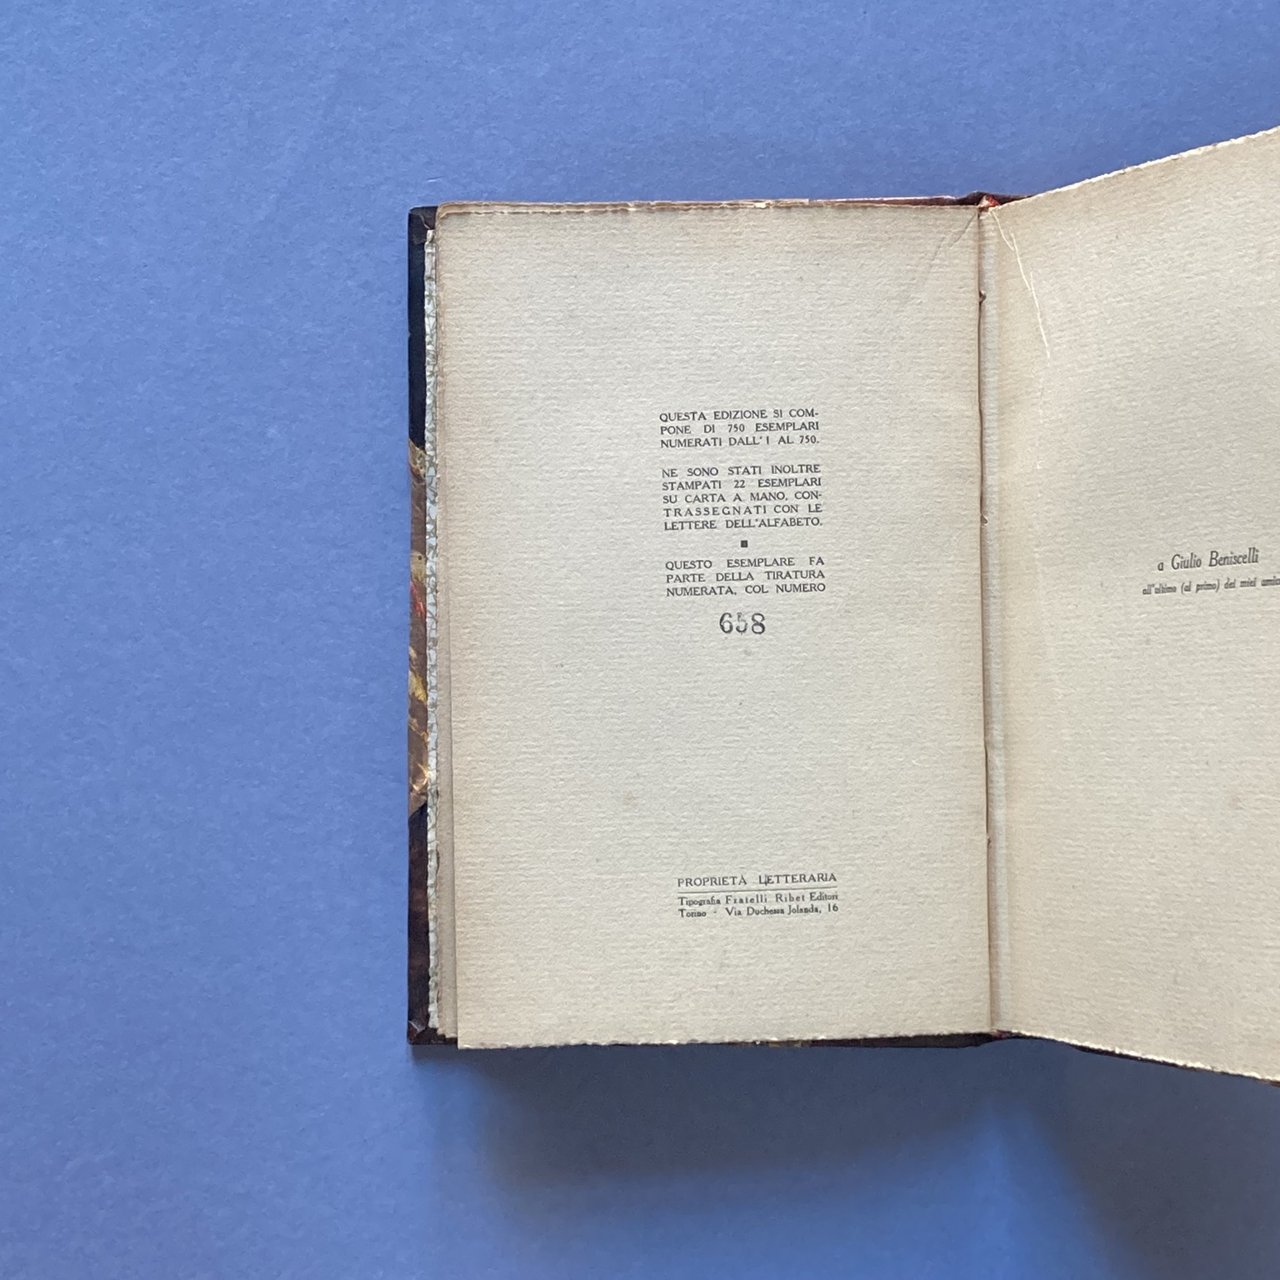 QUESTA EDIZIONE SI COM-
PONE DI 750 ESEMPLARI
NUMERATI DALL'1 AL 750.
NE SONO STATI INOLTRE
STAMPATI 22 ESEMPLARI
SU CARTA A MANO, CON-
TRASSEGNATI CON LE
LETTERE DELL'ALFABETO.
QUESTO ESEMPLARE FA
PARTE DELLA TIRATURA
NUMERATA, COL NUMERO
658
PROPRIETÀ LETTERARIA
Tipografia Fratelli Ribet Editori
Torino - Via Duchessa Jolanda, 16
a Giulio Beniscelli
all'ultimo (al primo) dei miei